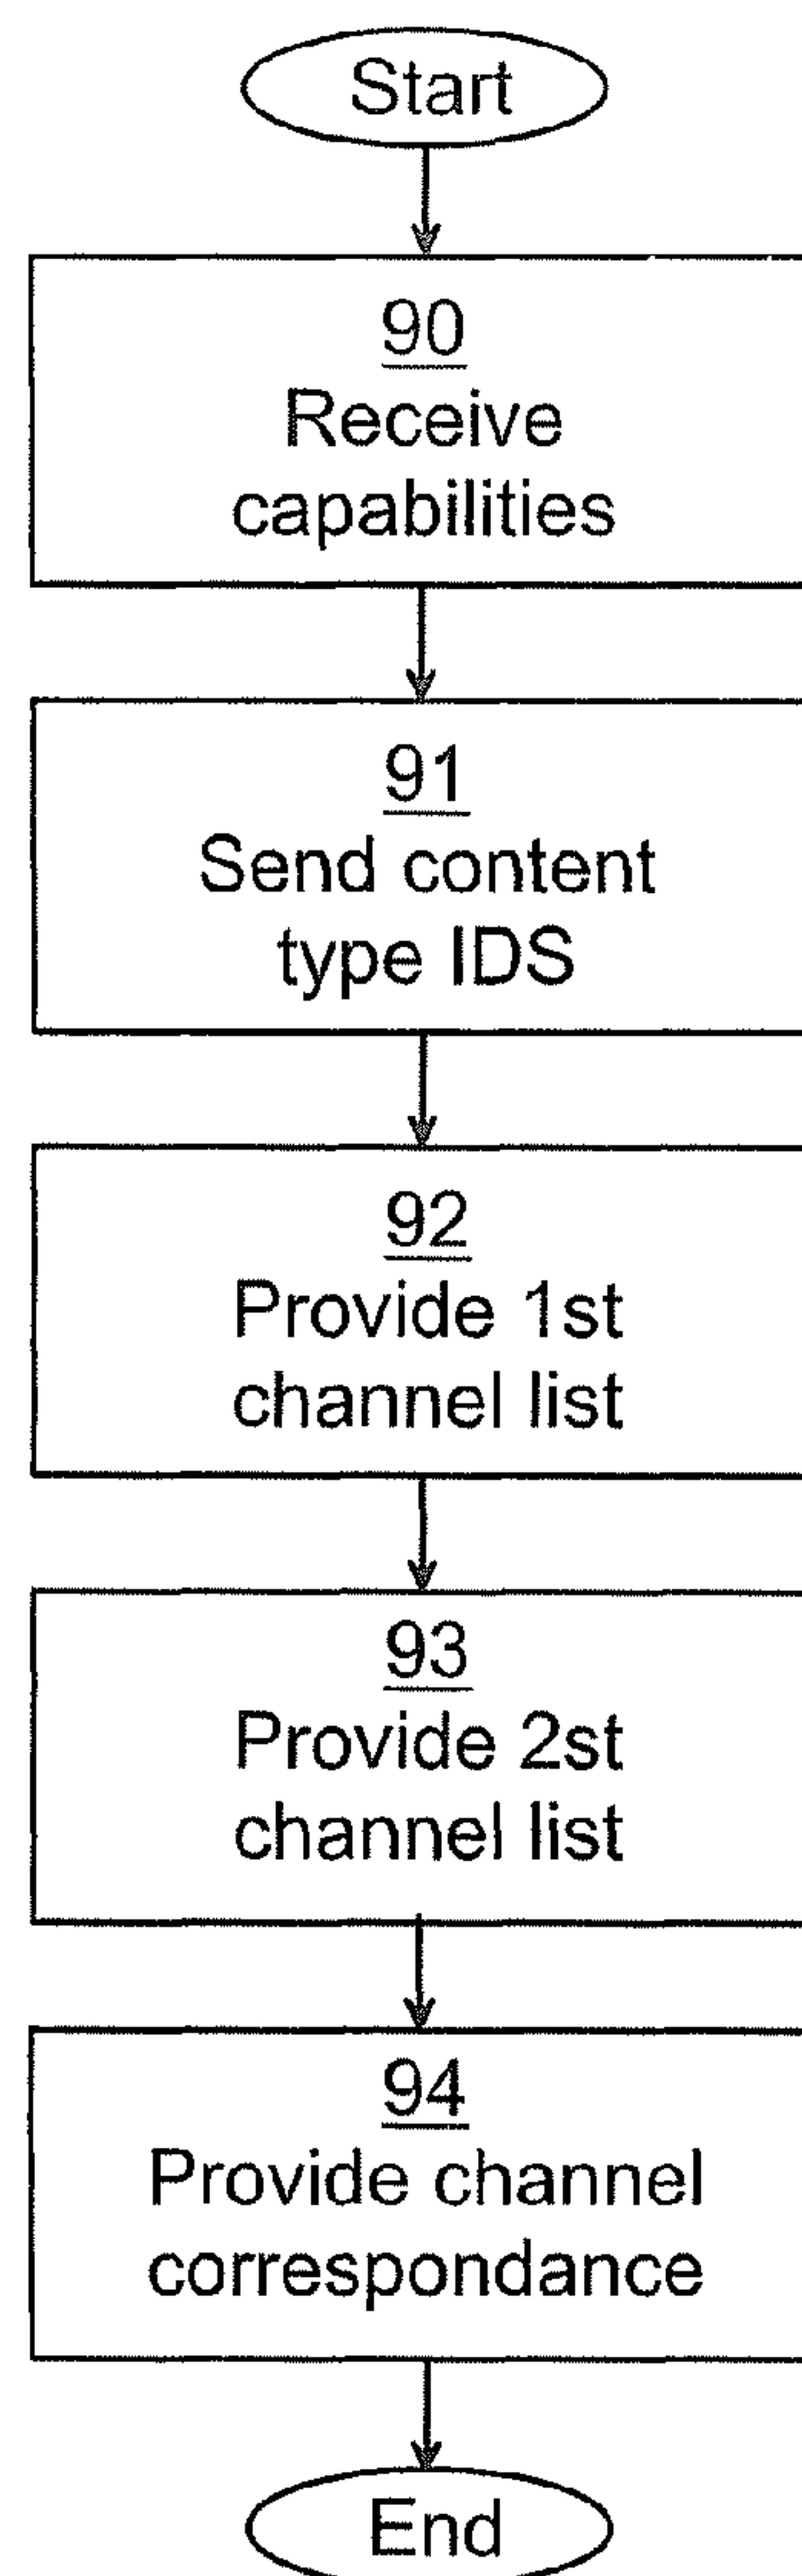 Start
90
Receive
capabilities
91
Send content
type IDS
92
Provide 1st
channel list
93
Provide 2st
channel list
94
Provide channel
correspondance
End